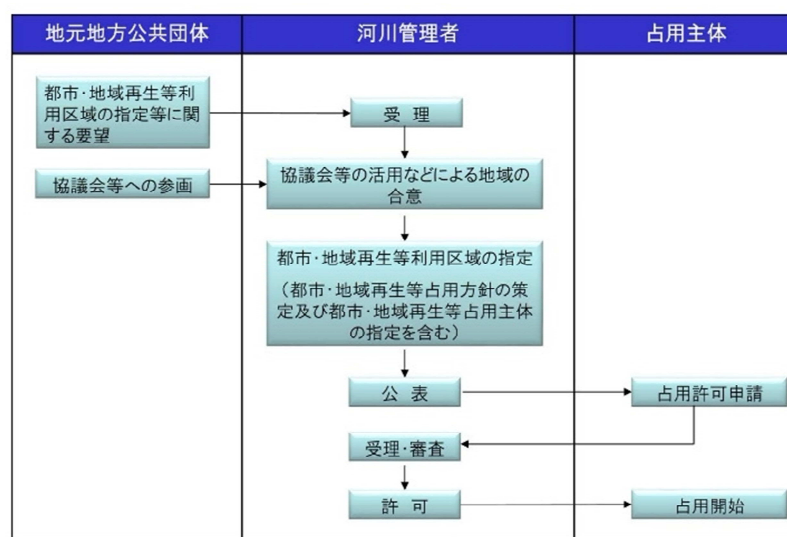 地元地方公共団体
河川管理者
占用主体
都市・地域再生等利
用区域の指定等に関
する要望
受 理
協議会等への参画
協議会等の活用などによる地域の
合意
都市・地域再生等利用区域の指定
（都市・地域再生等占用方針の策
定及び都市・地域再生等占用主体
の指定を含む）
公 表
占用許可申請
受理・審査
許 可
占用開始